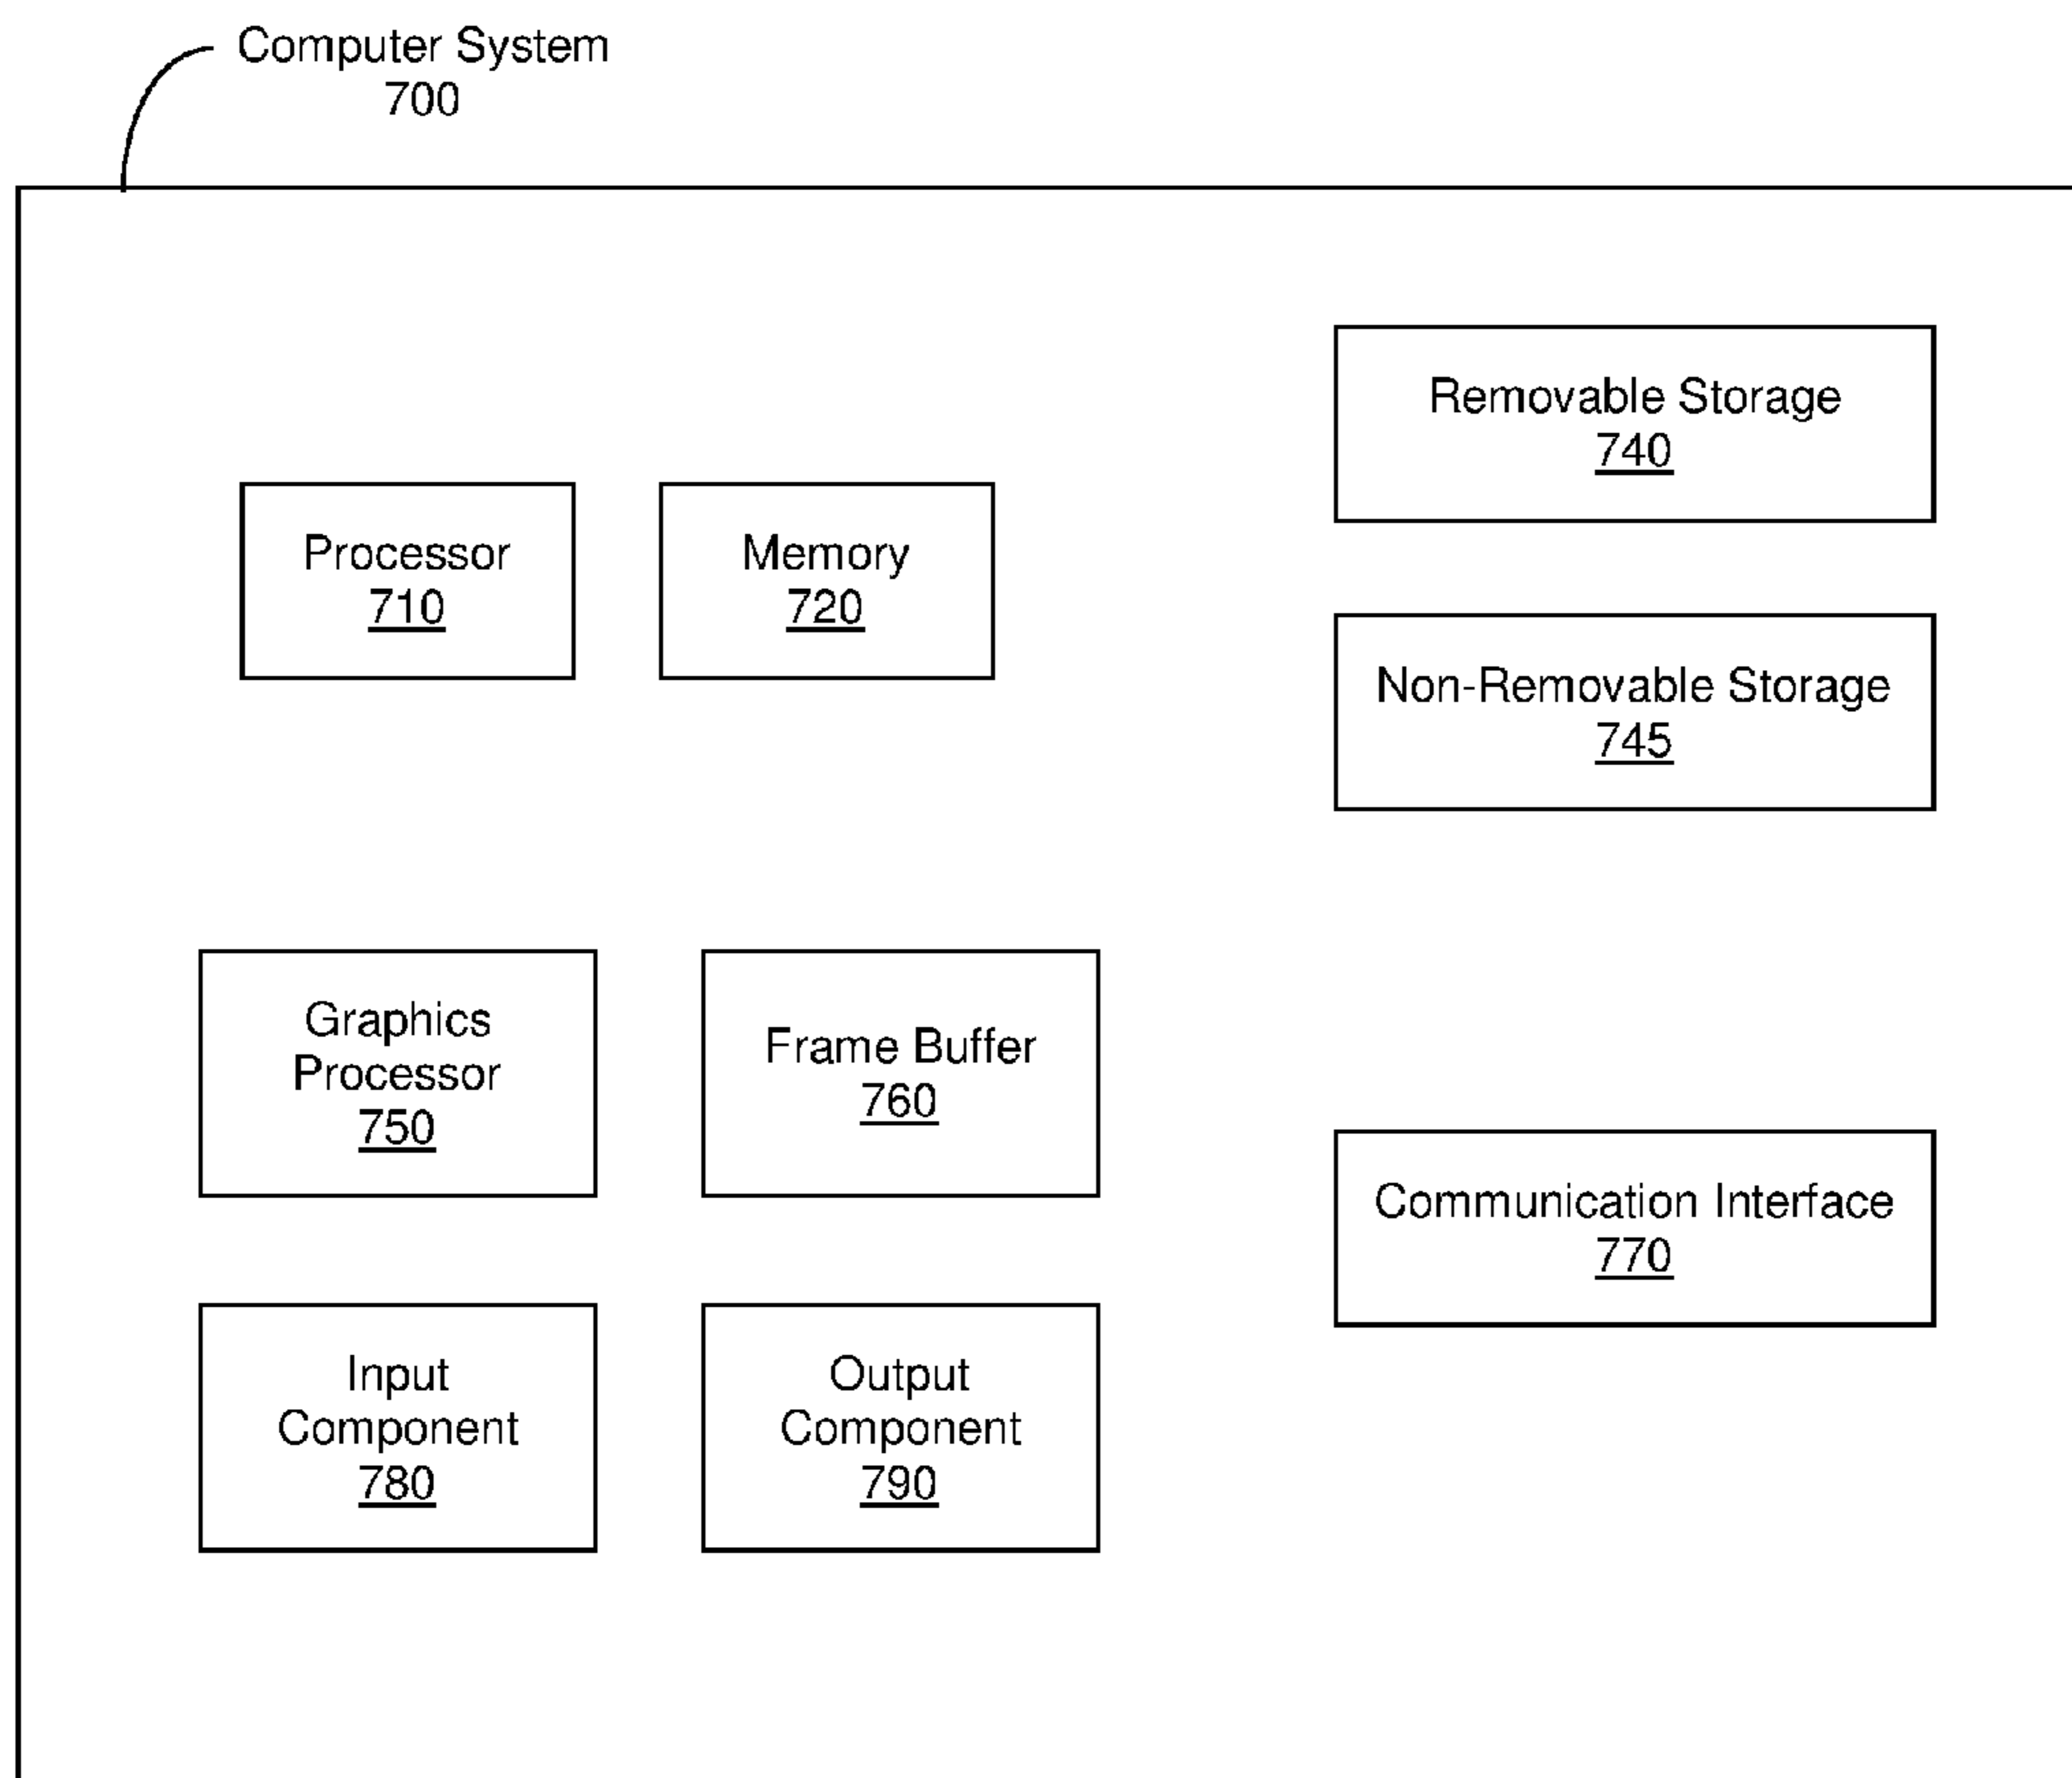 Computer System
700
Removable Storage
740
Processor
710
Memory
720
Non-Removable Storage
745
Graphics
Processor
750
Frame Buffer
760
Communication Interface
770
Input
Component
780
Output
Component
790